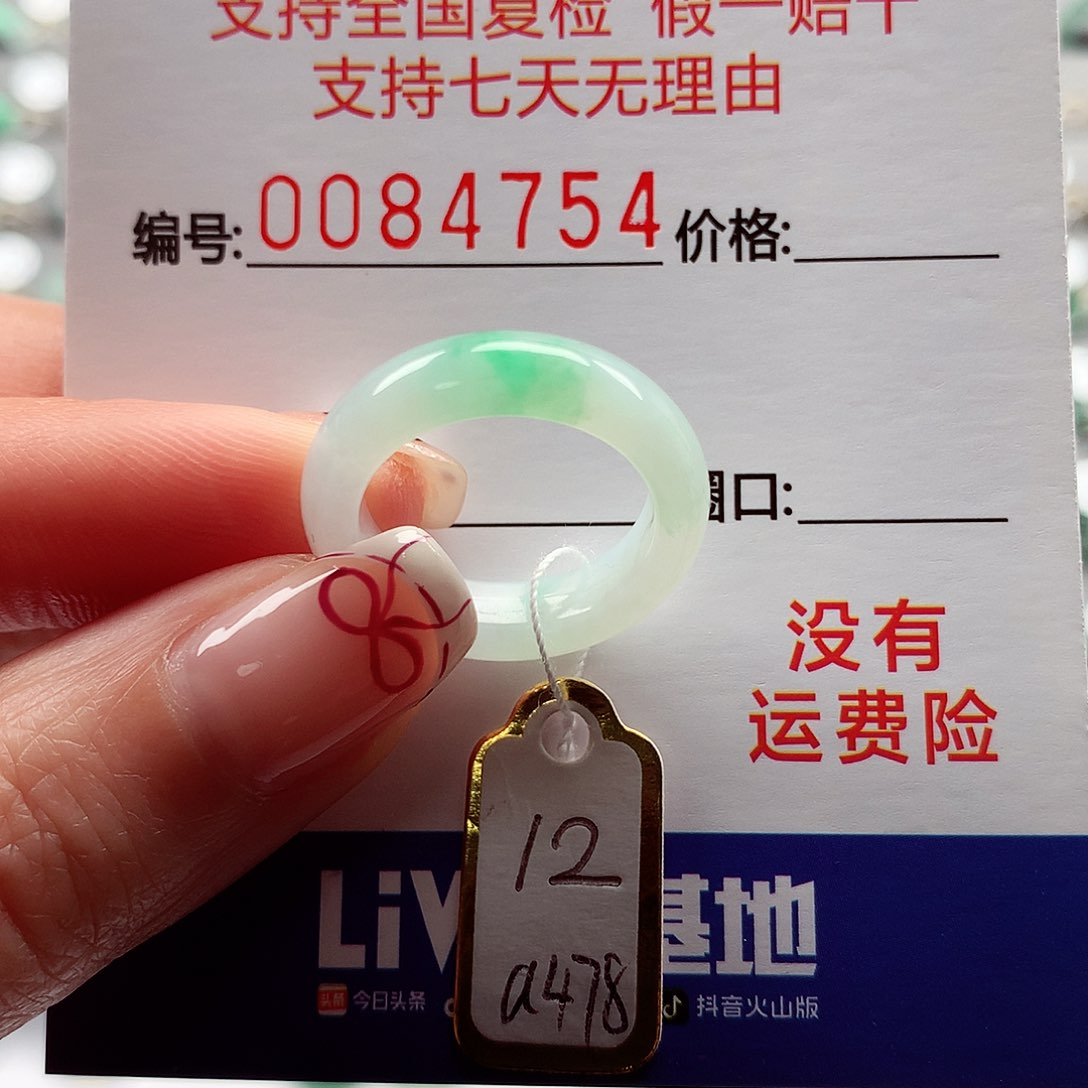 支持全国复检 假一赔十
支持七天无理由
编号: 0084754 价格:
圈口:
没有
运费险
12
a478
LiV 基地
头条 今日头条 抖音火山版